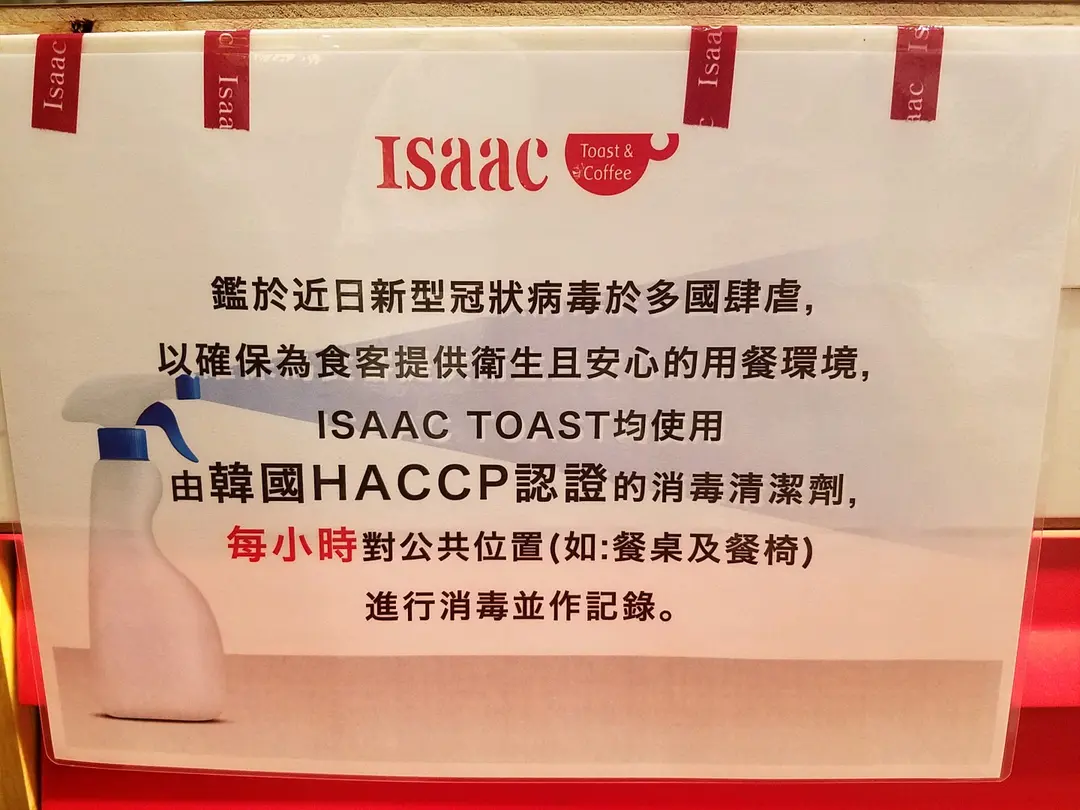 Isaac
Isaa
Isaa
aac Is
Isaac Toast & Coffee
鑑於近日新型冠狀病毒於多國肆虐,
以確保為食客提供衛生且安心的用餐環境,
ISAAC TOAST均使用
由韓國HACCP認證的消毒清潔劑,
每小時對公共位置(如:餐桌及餐椅)
進行消毒並作記錄。